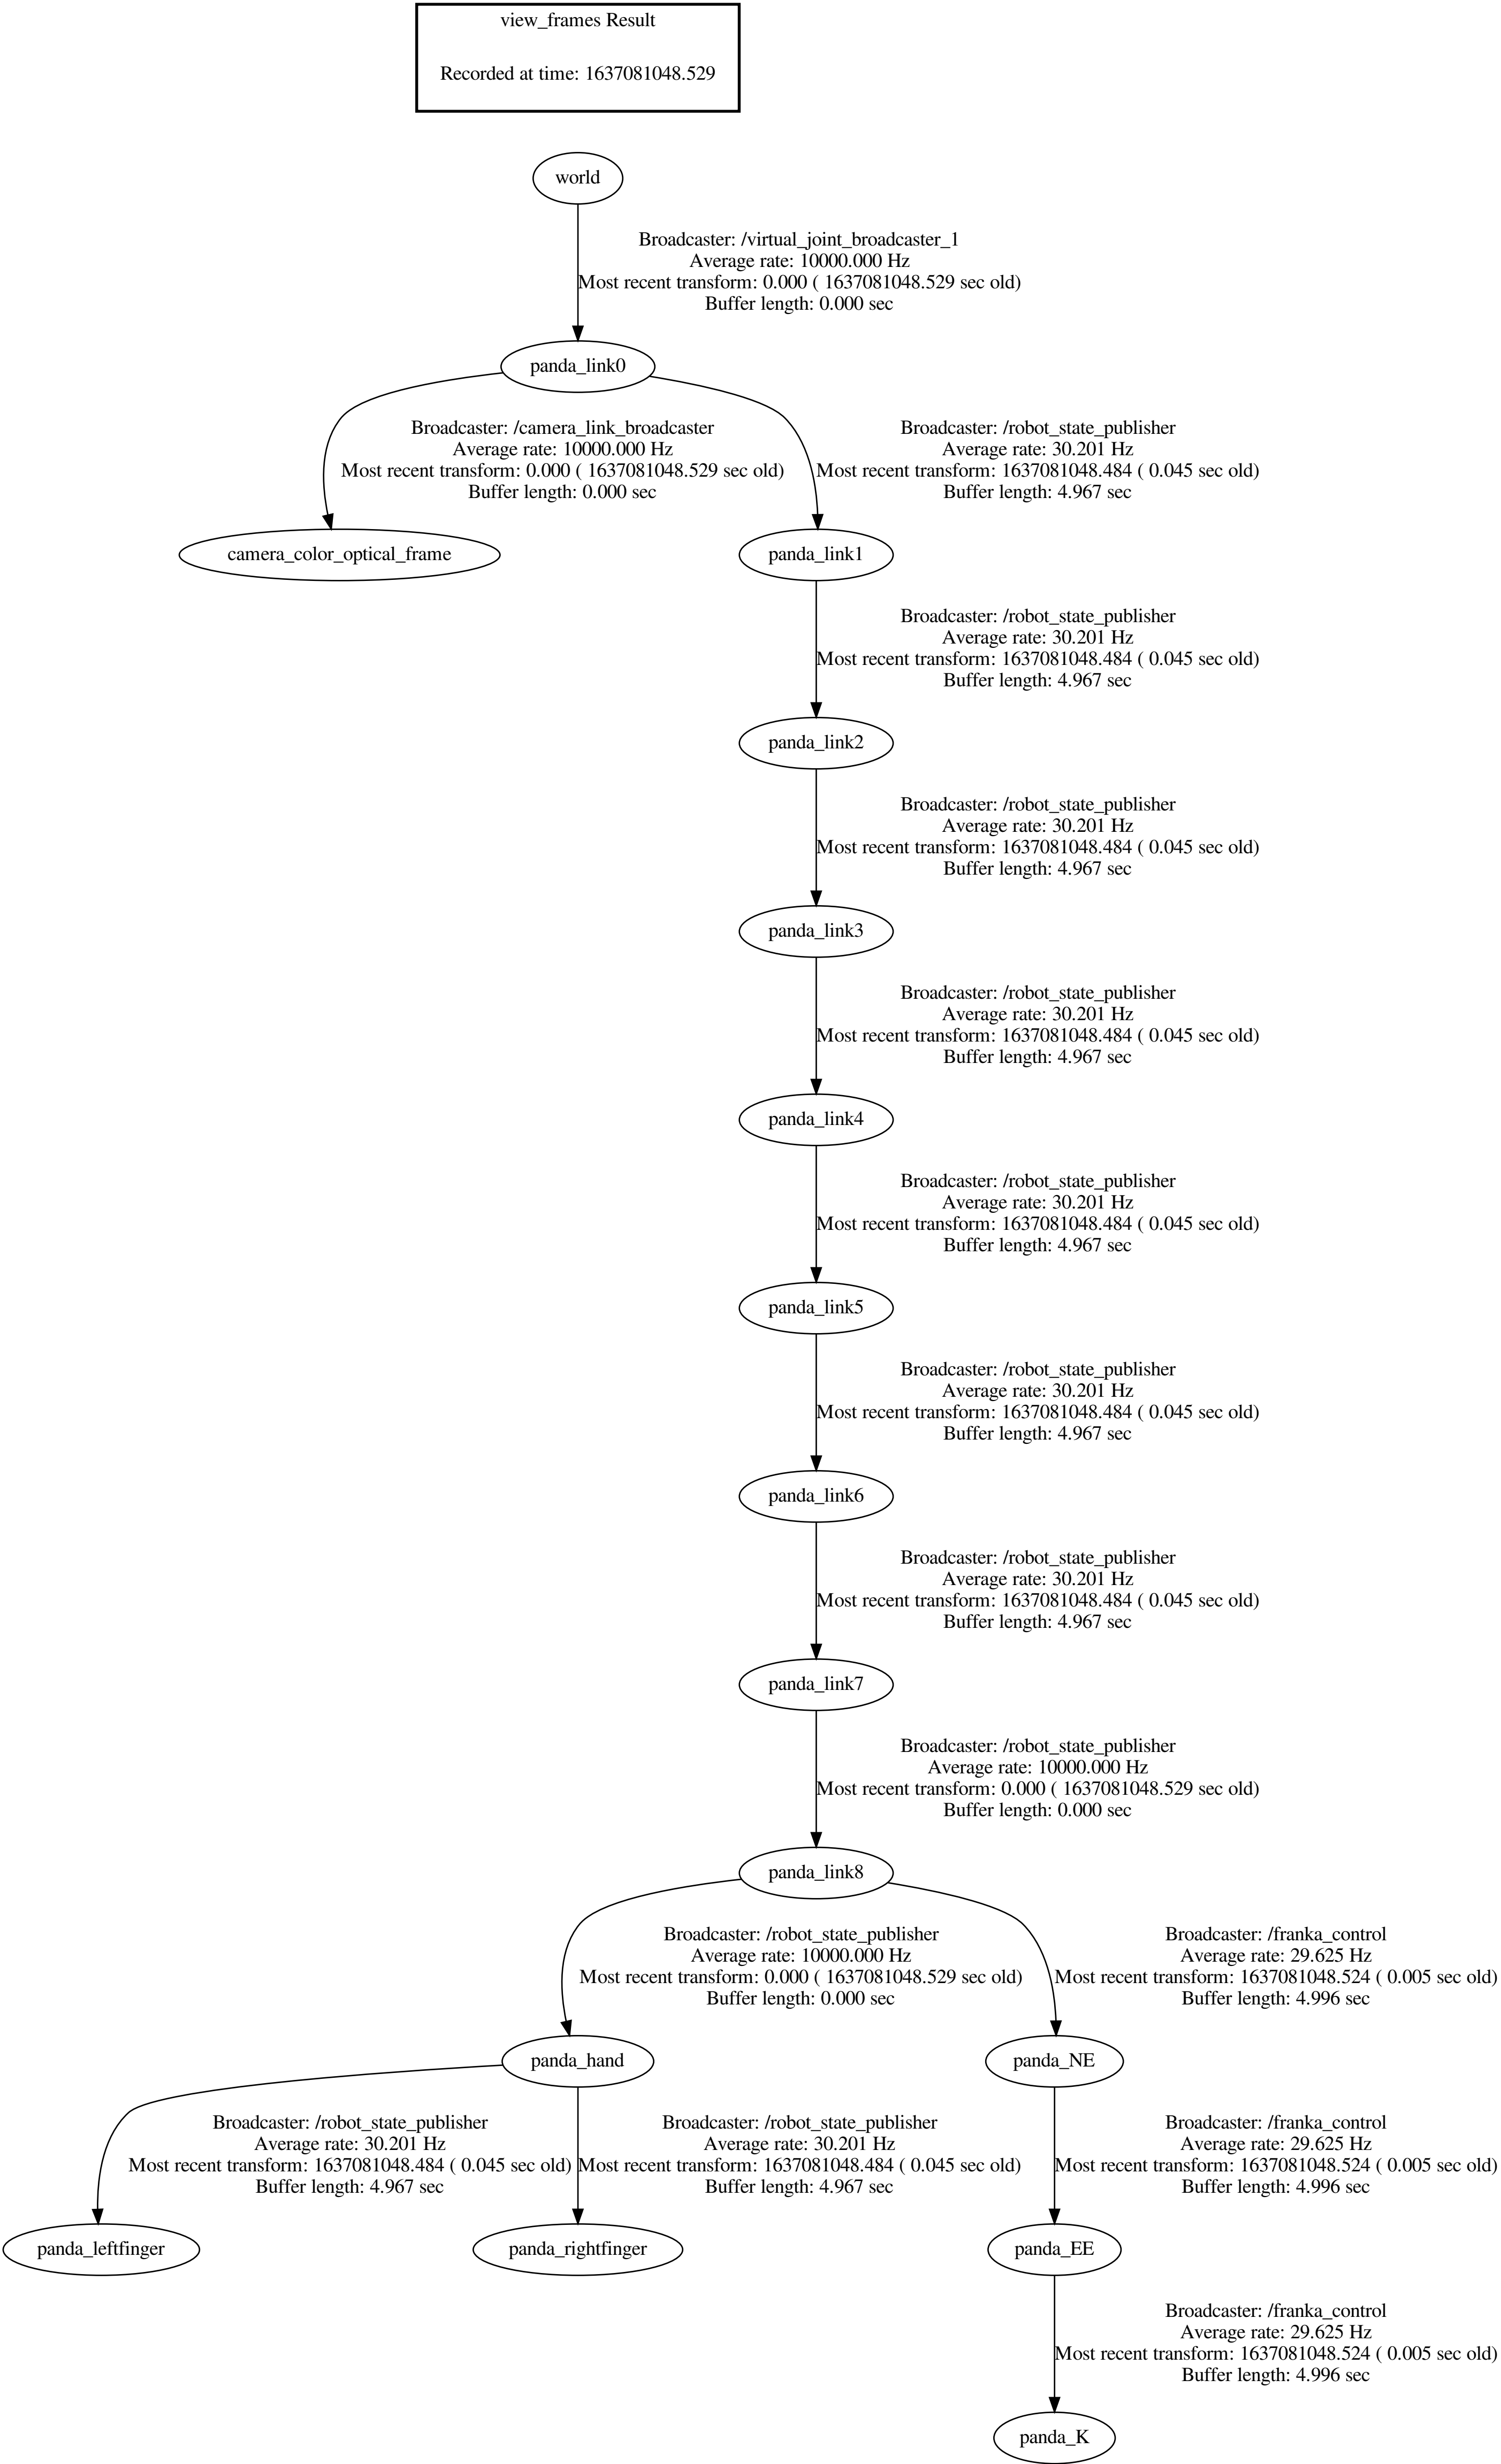 view_frames Result
Recorded at time: 1637081048.529
world
Broadcaster: /virtual_joint_broadcaster_1
Average rate: 10000.000 Hz
Most recent transform: 0.000 ( 1637081048.529 sec old)
Buffer length: 0.000 sec
panda_link0
Broadcaster: /camera_link_broadcaster
Average rate: 10000.000 Hz
Most recent transform: 0.000 ( 1637081048.529 sec old)
Buffer length: 0.000 sec
Broadcaster: /robot_state_publisher
Average rate: 30.201 Hz
Most recent transform: 1637081048.484 ( 0.045 sec old)
Buffer length: 4.967 sec
camera_color_optical_frame
panda_link1
Broadcaster: /robot_state_publisher
Average rate: 30.201 Hz
Most recent transform: 1637081048.484 ( 0.045 sec old)
Buffer length: 4.967 sec
panda_link2
Broadcaster: /robot_state_publisher
Average rate: 30.201 Hz
Most recent transform: 1637081048.484 ( 0.045 sec old)
Buffer length: 4.967 sec
panda_link3
Broadcaster: /robot_state_publisher
Average rate: 30.201 Hz
Most recent transform: 1637081048.484 ( 0.045 sec old)
Buffer length: 4.967 sec
panda_link4
Broadcaster: /robot_state_publisher
Average rate: 30.201 Hz
Most recent transform: 1637081048.484 ( 0.045 sec old)
Buffer length: 4.967 sec
panda_link5
Broadcaster: /robot_state_publisher
Average rate: 30.201 Hz
Most recent transform: 1637081048.484 ( 0.045 sec old)
Buffer length: 4.967 sec
panda_link6
Broadcaster: /robot_state_publisher
Average rate: 30.201 Hz
Most recent transform: 1637081048.484 ( 0.045 sec old)
Buffer length: 4.967 sec
panda_link7
Broadcaster: /robot_state_publisher
Average rate: 10000.000 Hz
Most recent transform: 0.000 ( 1637081048.529 sec old)
Buffer length: 0.000 sec
panda_link8
Broadcaster: /robot_state_publisher
Average rate: 10000.000 Hz
Most recent transform: 0.000 ( 1637081048.529 sec old)
Buffer length: 0.000 sec
Broadcaster: /franka_control
Average rate: 29.625 Hz
Most recent transform: 1637081048.524 ( 0.005 sec old)
Buffer length: 4.996 sec
panda_hand
panda_NE
Broadcaster: /robot_state_publisher
Average rate: 30.201 Hz
Most recent transform: 1637081048.484 ( 0.045 sec old)
Buffer length: 4.967 sec
Broadcaster: /robot_state_publisher
Average rate: 30.201 Hz
Most recent transform: 1637081048.484 ( 0.045 sec old)
Buffer length: 4.967 sec
Broadcaster: /franka_control
Average rate: 29.625 Hz
Most recent transform: 1637081048.524 ( 0.005 sec old)
Buffer length: 4.996 sec
panda_leftfinger
panda_rightfinger
panda_EE
Broadcaster: /franka_control
Average rate: 29.625 Hz
Most recent transform: 1637081048.524 ( 0.005 sec old)
Buffer length: 4.996 sec
panda_K